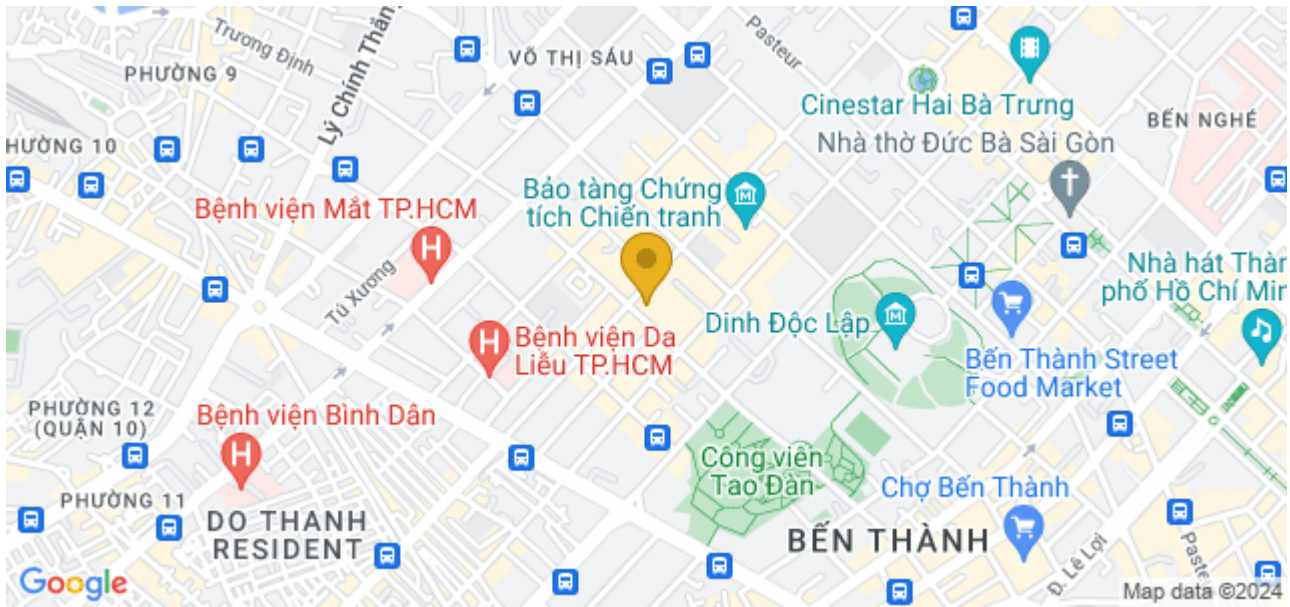 Trương Định
Pasteur
VÕ THỊ SÁU
PHƯỜNG 9
Lý Chính Thắng
Cinestar Hai Bà Trưng
BẾN NGHÉ
HƯỜNG 10
Nhà thờ Đức Bà Sài Gòn
Bảo tàng Chứng
tích Chiến tranh
Bệnh viện Mắt TP.HCM
Tú Xương
Nhà hát Thàn
phố Hồ Chí Min
Dinh Độc Lập
Bệnh viện Da
Liễu TP.HCM
Bến Thành Street
Food Market
PHƯỜNG 12
(QUẬN 10)
Bệnh viện Bình Dân
Công viên
Tao Đàn
Chợ Bến Thành
PHƯỜNG 11
DO THANH
RESIDENT
BẾN THÀNH
Đ. Lê Lợi
Paste
Google
Map data ©2024